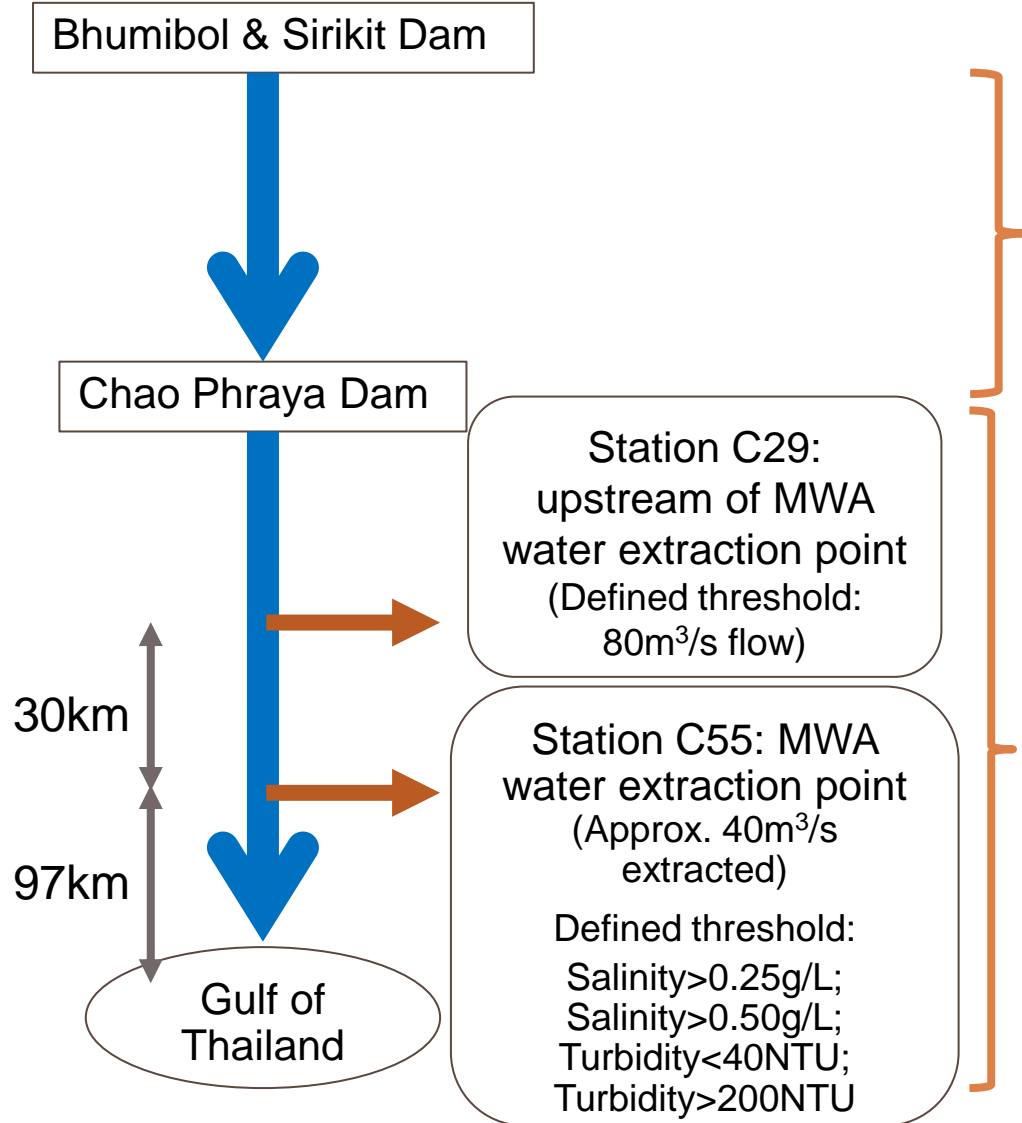 Bhumibol & Sirikit Dam
Chao Phraya Dam
Station C29:
upstream of MWA
water extraction point
(Defined threshold:
80m³/s flow)
30km
Station C55: MWA
water extraction point
(Approx. 40m³/s
extracted)
97km
Defined threshold:
Salinity>0.25g/L;
Salinity>0.50g/L;
Turbidity<40NTU;
Turbidity>200NTU
Gulf of
Thailand